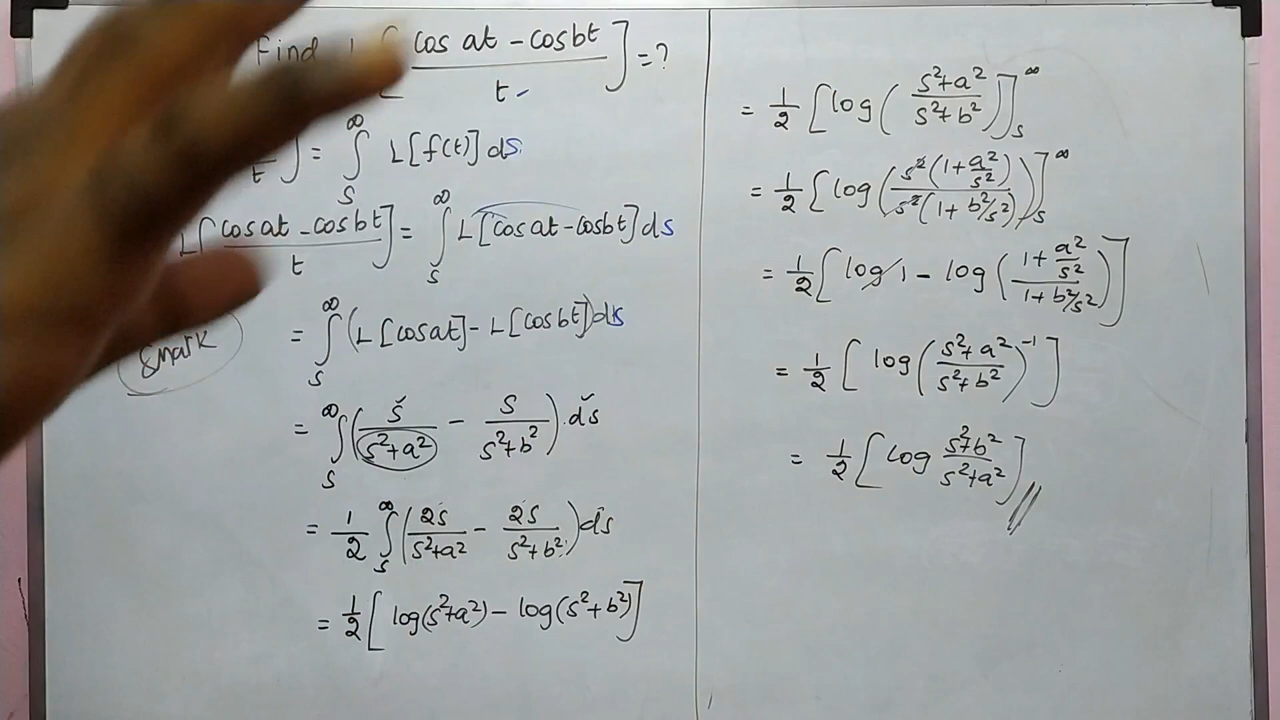 Find [cos at - cos bt / t] = ?
/ t] = ∫_s^∞ L[f(t)] ds
L[cos at - cos bt / t] = ∫_s^∞ L[cos at - cos bt] ds
= ∫_s^∞ (L[cos at] - L[cos bt]) ds
8mark
= ∫_s^∞ (s / s²+a² - s / s²+b²) . ds
= 1/2 ∫_s^∞ (2s / s²+a² - 2s / s²+b²) ds
= 1/2 [log(s²+a²) - log(s²+b²)]
= 1/2 [log (s²+a² / s²+b²)]_s^∞
= 1/2 [log (s²(1+a²/s²) / s²(1+b²/s²))]_s^∞
= 1/2 [log 1 - log (1+a²/s² / 1+b²/s²)]
= 1/2 [log (s²+a² / s²+b²)⁻¹]
= 1/2 [log s²+b² / s²+a²] //